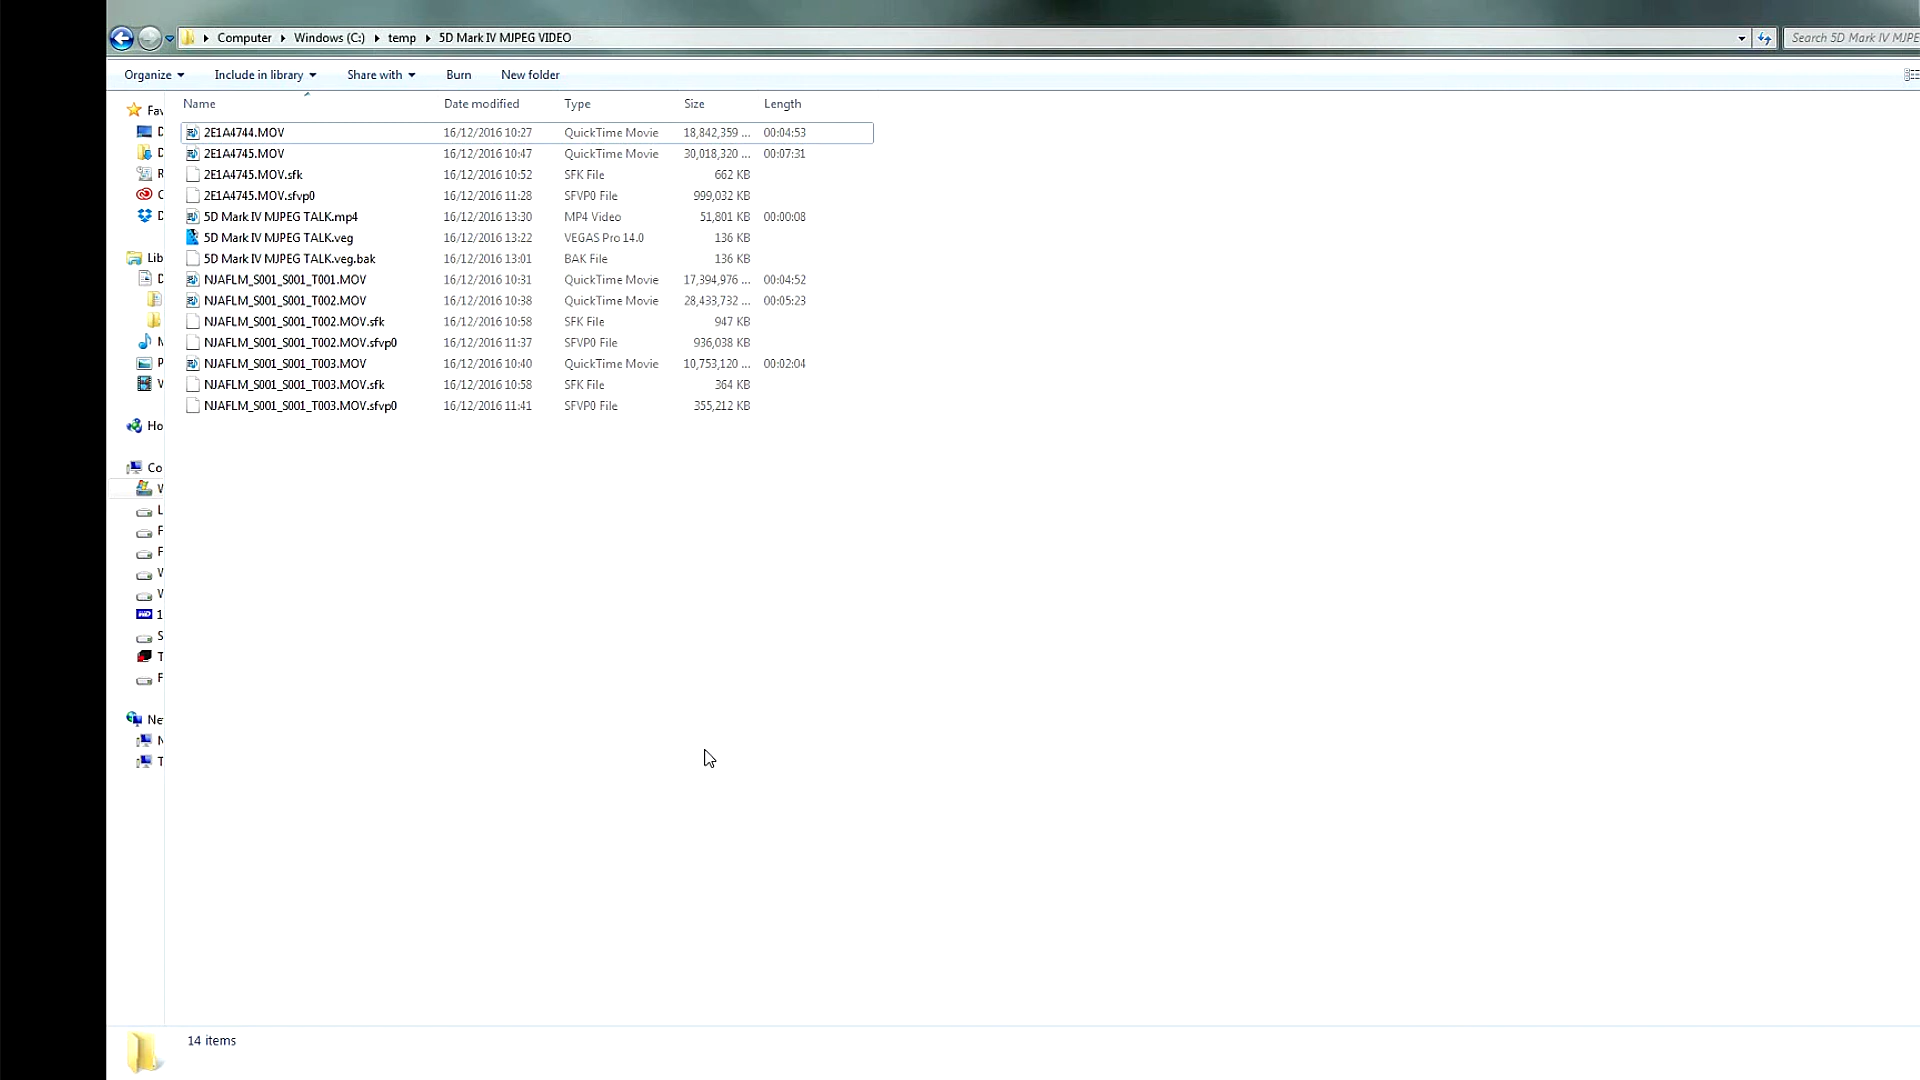 Computer Windows (C:) temp 5D Mark IV MJPEG VIDEO Search 5D Mark IV MJPE
Organize Include in library Share with Burn New folder
Name Date modified Type Size Length
2E1A4744.MOV 16/12/2016 10:27 QuickTime Movie 18,842,359 ... 00:04:53
2E1A4745.MOV 16/12/2016 10:47 QuickTime Movie 30,018,320 ... 00:07:31
2E1A4745.MOV.sfk 16/12/2016 10:52 SFK File 662 KB
2E1A4745.MOV.sfvp0 16/12/2016 11:28 SFVP0 File 999,032 KB
5D Mark IV MJPEG TALK.mp4 16/12/2016 13:30 MP4 Video 51,801 KB 00:00:08
5D Mark IV MJPEG TALK.veg 16/12/2016 13:22 VEGAS Pro 14.0 136 KB
5D Mark IV MJPEG TALK.veg.bak 16/12/2016 13:01 BAK File 136 KB
NJAFLM_S001_S001_T001.MOV 16/12/2016 10:31 QuickTime Movie 17,394,976 ... 00:04:52
NJAFLM_S001_S001_T002.MOV 16/12/2016 10:38 QuickTime Movie 28,433,732 ... 00:05:23
NJAFLM_S001_S001_T002.MOV.sfk 16/12/2016 10:58 SFK File 947 KB
NJAFLM_S001_S001_T002.MOV.sfvp0 16/12/2016 11:37 SFVP0 File 936,038 KB
NJAFLM_S001_S001_T003.MOV 16/12/2016 10:40 QuickTime Movie 10,753,120 ... 00:02:04
NJAFLM_S001_S001_T003.MOV.sfk 16/12/2016 10:58 SFK File 364 KB
NJAFLM_S001_S001_T003.MOV.sfvp0 16/12/2016 11:41 SFVP0 File 355,212 KB
Fav
D
D
R
C
D
Lib
D
M
P
V
Ho
Co
W
L
F
F
V
V
1
S
T
F
Ne
N
T
14 items